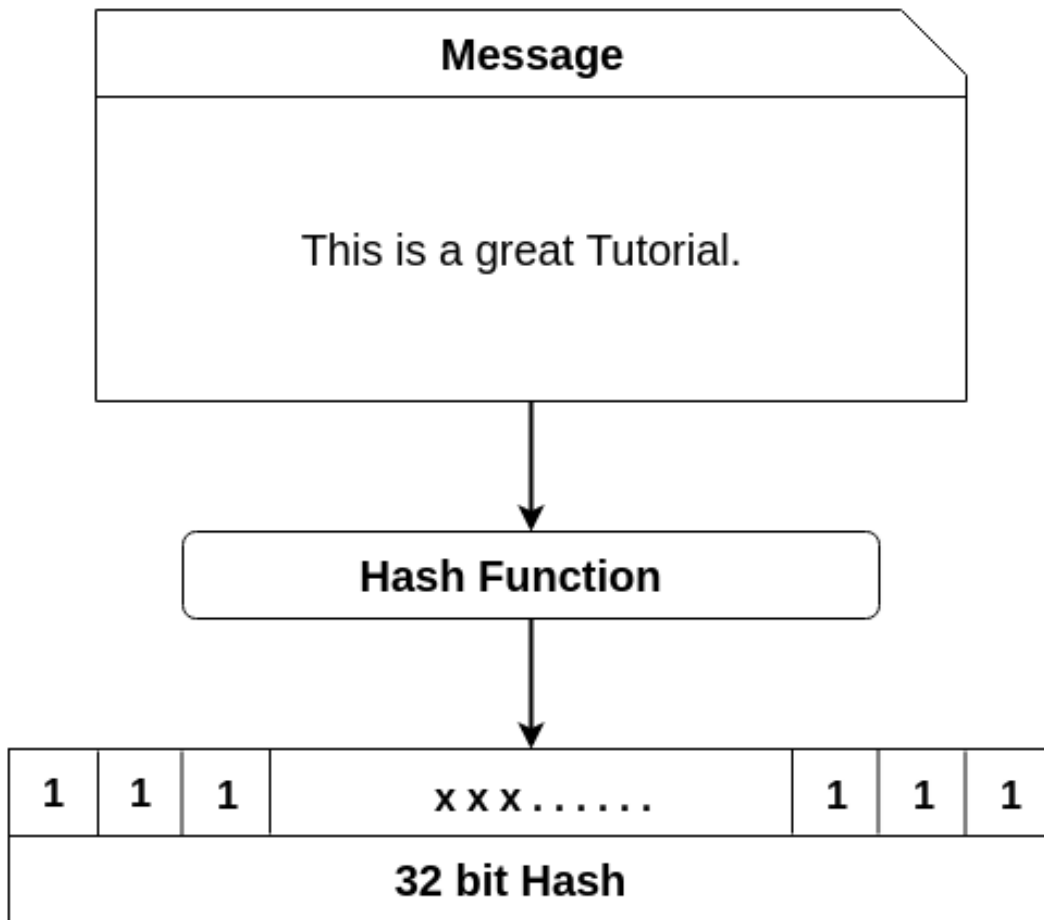 Message
This is a great Tutorial.
Hash Function
1 1 1 x x x . . . . . . 1 1 1
32 bit Hash